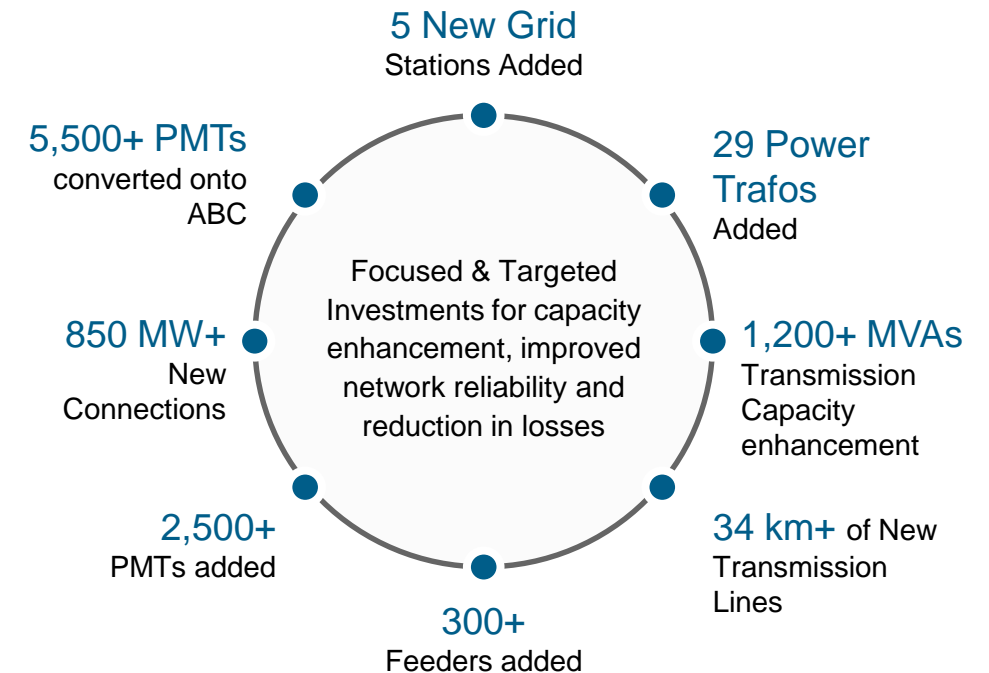 5 New Grid
Stations Added
29 Power
Trafos
Added
1,200+ MVAs
Transmission
Capacity
enhancement
34 km+ of New
Transmission
Lines
300+
Feeders added
2,500+
PMTs added
850 MW+
New
Connections
5,500+ PMTs
converted onto
ABC
Focused & Targeted
Investments for capacity
enhancement, improved
network reliability and
reduction in losses